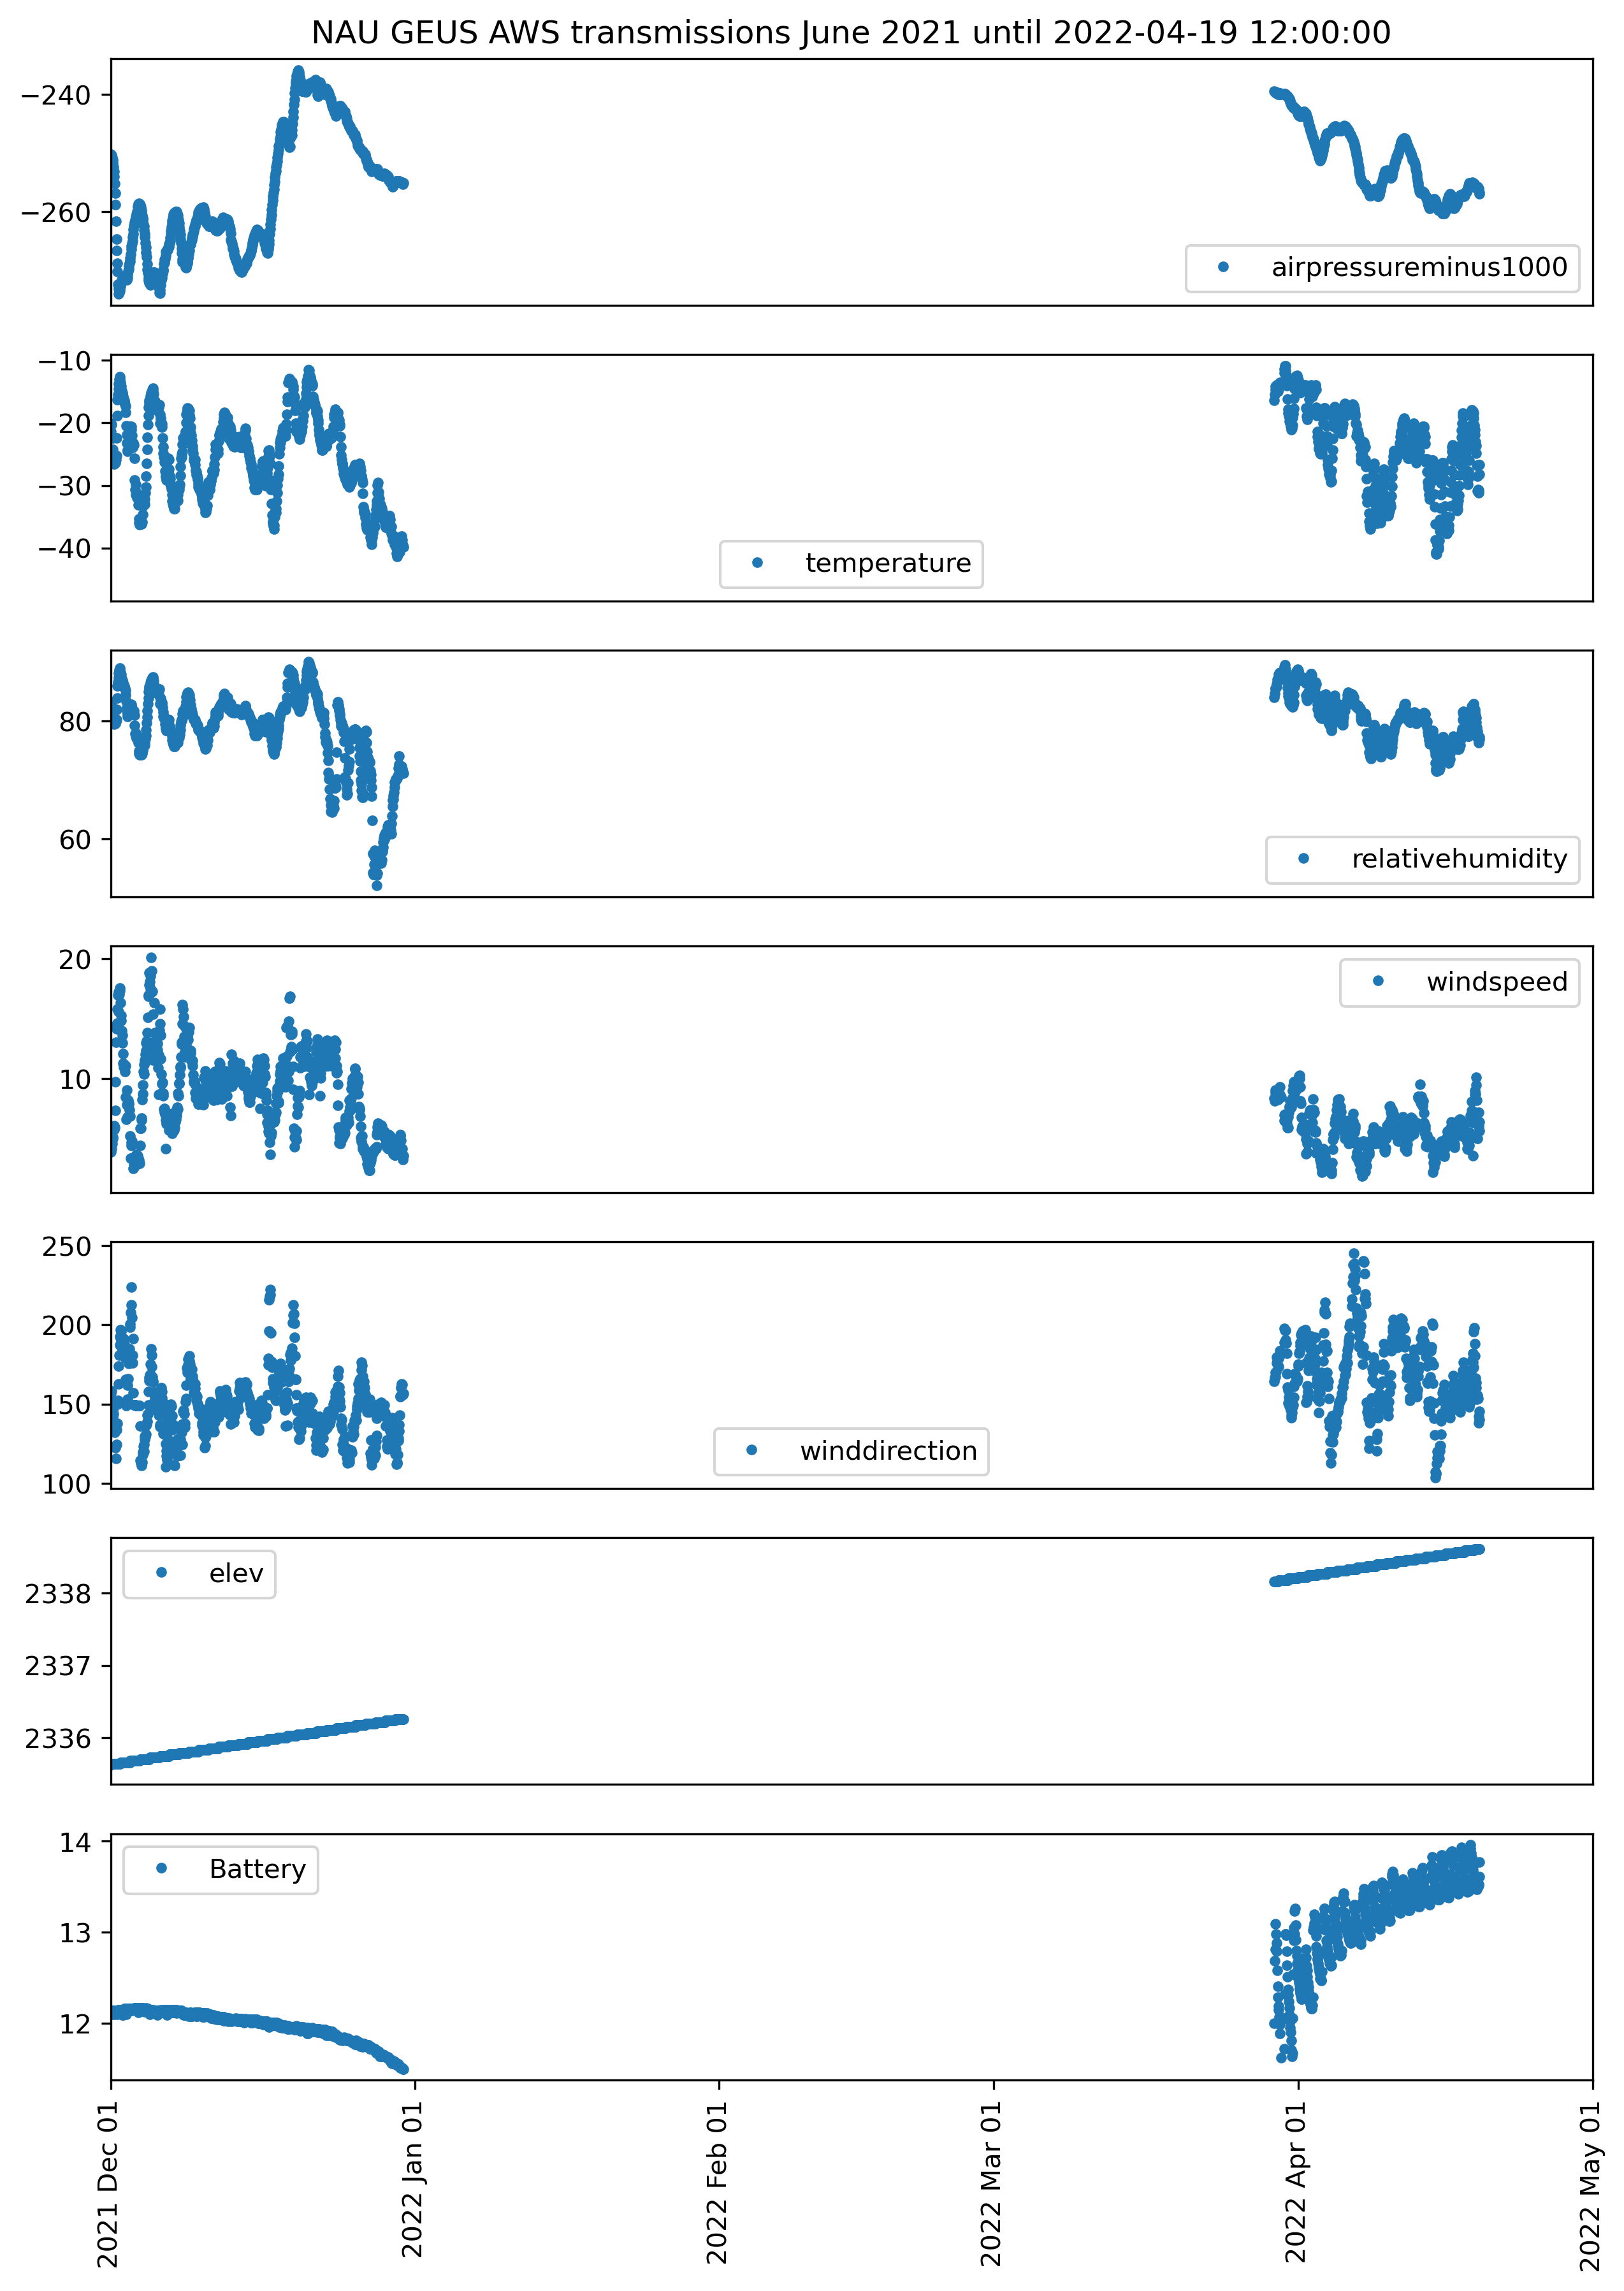 NAU GEUS AWS transmissions June 2021 until 2022-04-19 12:00:00
−240
−260
airpressureminus1000
−10
−20
−30
−40
temperature
80
60
relativehumidity
20
10
windspeed
250
200
150
100
winddirection
2338
2337
2336
elev
14
13
12
Battery
2021 Dec 01
2022 Jan 01
2022 Feb 01
2022 Mar 01
2022 Apr 01
2022 May 01